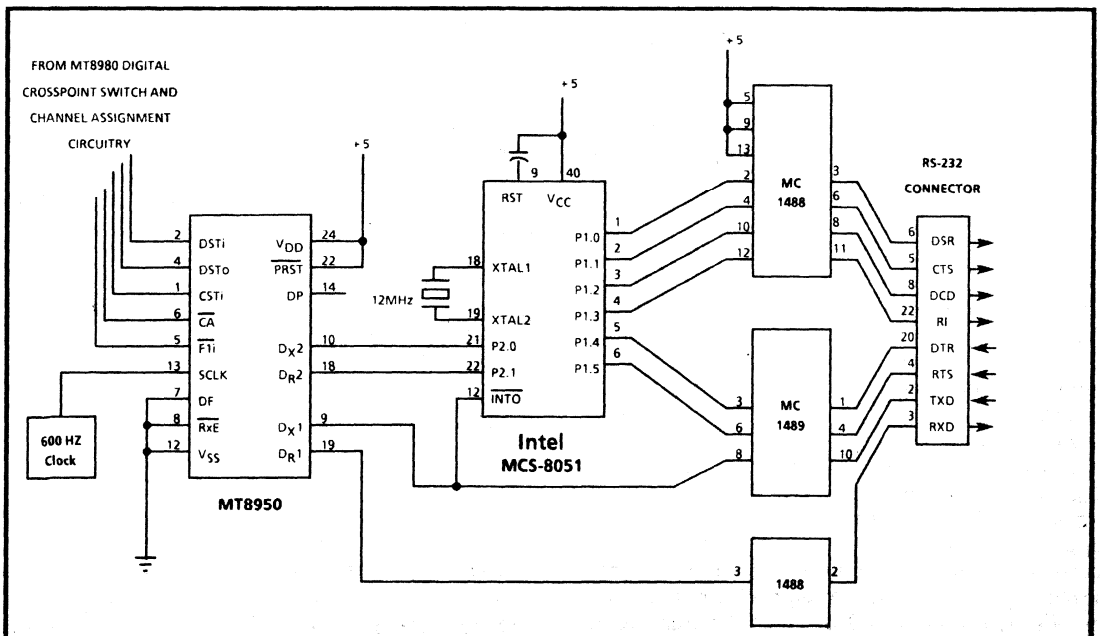 FROM MT8980 DIGITAL
CROSSPOINT SWITCH AND
CHANNEL ASSIGNMENT
CIRCUITRY
+5
2 DSTi
4 DSTo
1 CSTi
6 CA
5 F1i
13 SCLK
7 DF
8 RxE
12 VSS
VDD 24
PRST 22
DP 14
DX2 10
DR2 18
DX1 9
DR1 19
MT8950
600 HZ
Clock
+5
9 40
RST VCC
18 XTAL1
12MHz
19 XTAL2
21 P2.0
22 P2.1
12 INTO
P1.0 1
P1.1 2
P1.2 3
P1.3 4
P1.4 5
P1.5 6
Intel
MCS-8051
+5
5
9
13
2
4
10
12
MC
1488
3
6
8
11
3
6
8
MC
1489
1
4
10
3 1488 2
RS-232
CONNECTOR
6 DSR
5 CTS
8 DCD
22 RI
20 DTR
4 RTS
2 TXD
3 RXD